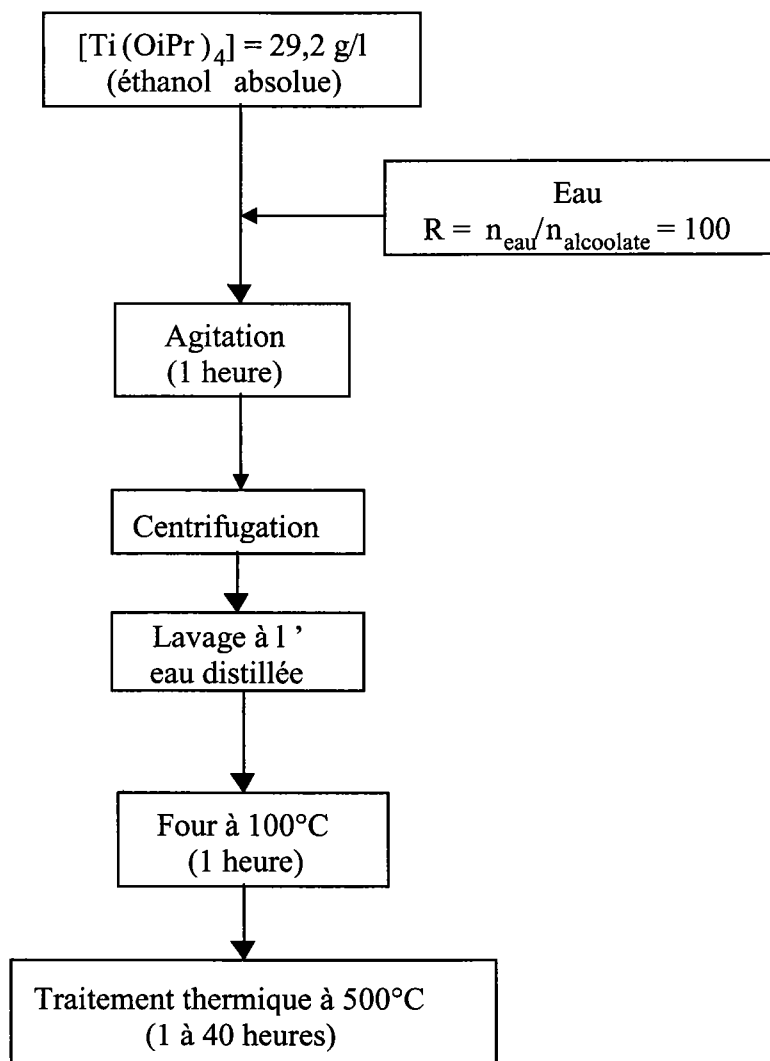 [Ti(OiPr)4] = 29,2 g/l
(éthanol absolue)
Eau
R = neau/nalcoolate = 100
Agitation
(1 heure)
Centrifugation
Lavage à l ’
eau distillée
Four à 100°C
(1 heure)
Traitement thermique à 500°C
(1 à 40 heures)